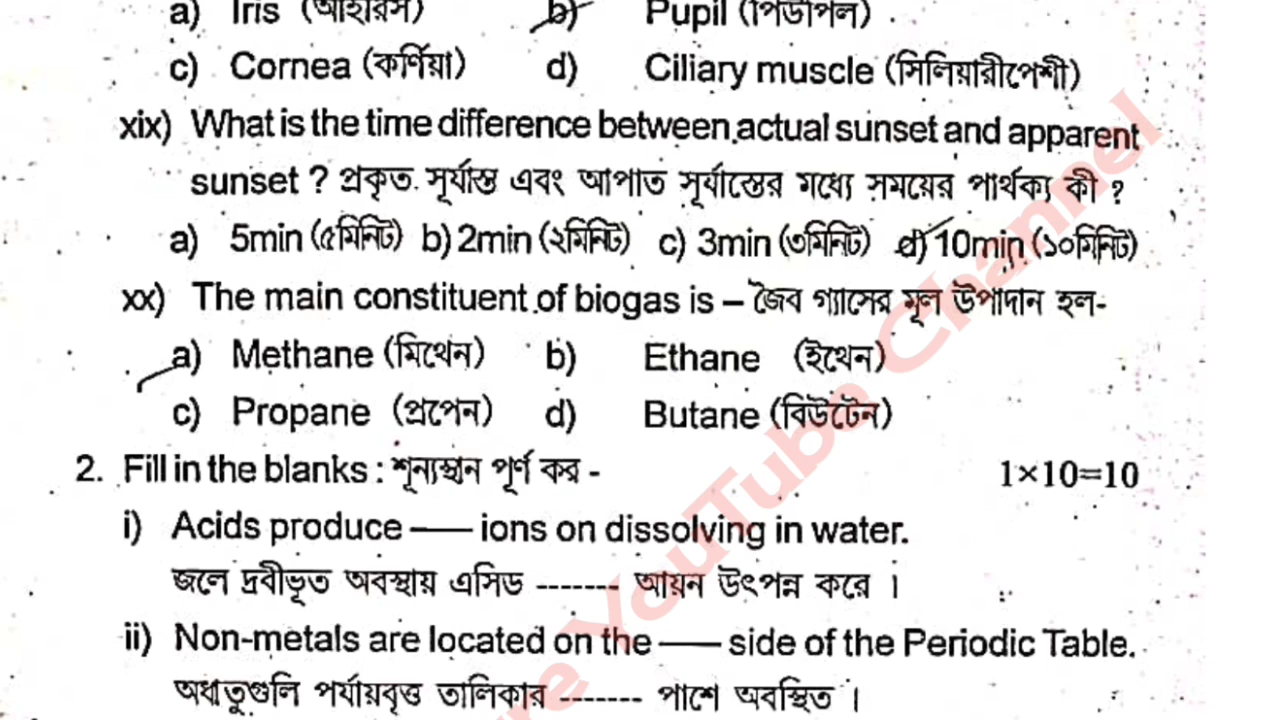 a) Iris (আইরিস) b) Pupil (পিউপিল)
c) Cornea (কর্ণিয়া) d) Ciliary muscle (সিলিয়ারীপেশী)
xix) What is the time difference between actual sunset and apparent
sunset ? প্রকৃত সূর্যাস্ত এবং আপাত সূর্যাস্তের মধ্যে সময়ের পার্থক্য কী ?
a) 5min (৫মিনিট) b) 2min (২মিনিট) c) 3min (৩মিনিট) d) 10min (১০মিনিট)
xx) The main constituent of biogas is – জৈব গ্যাসের মূল উপাদান হল-
a) Methane (মিথেন) b) Ethane (ইথেন)
c) Propane (প্রপেন) d) Butane (বিউটেন)
2. Fill in the blanks : শূন্যস্থান পূর্ণ কর - 1×10=10
i) Acids produce —— ions on dissolving in water.
জলে দ্রবীভূত অবস্থায় এসিড ------- আয়ন উৎপন্ন করে ।
ii) Non-metals are located on the —— side of the Periodic Table.
অধাতুগুলি পর্যায়বৃত্ত তালিকার ------- পাশে অবস্থিত ।
YouTube Channel